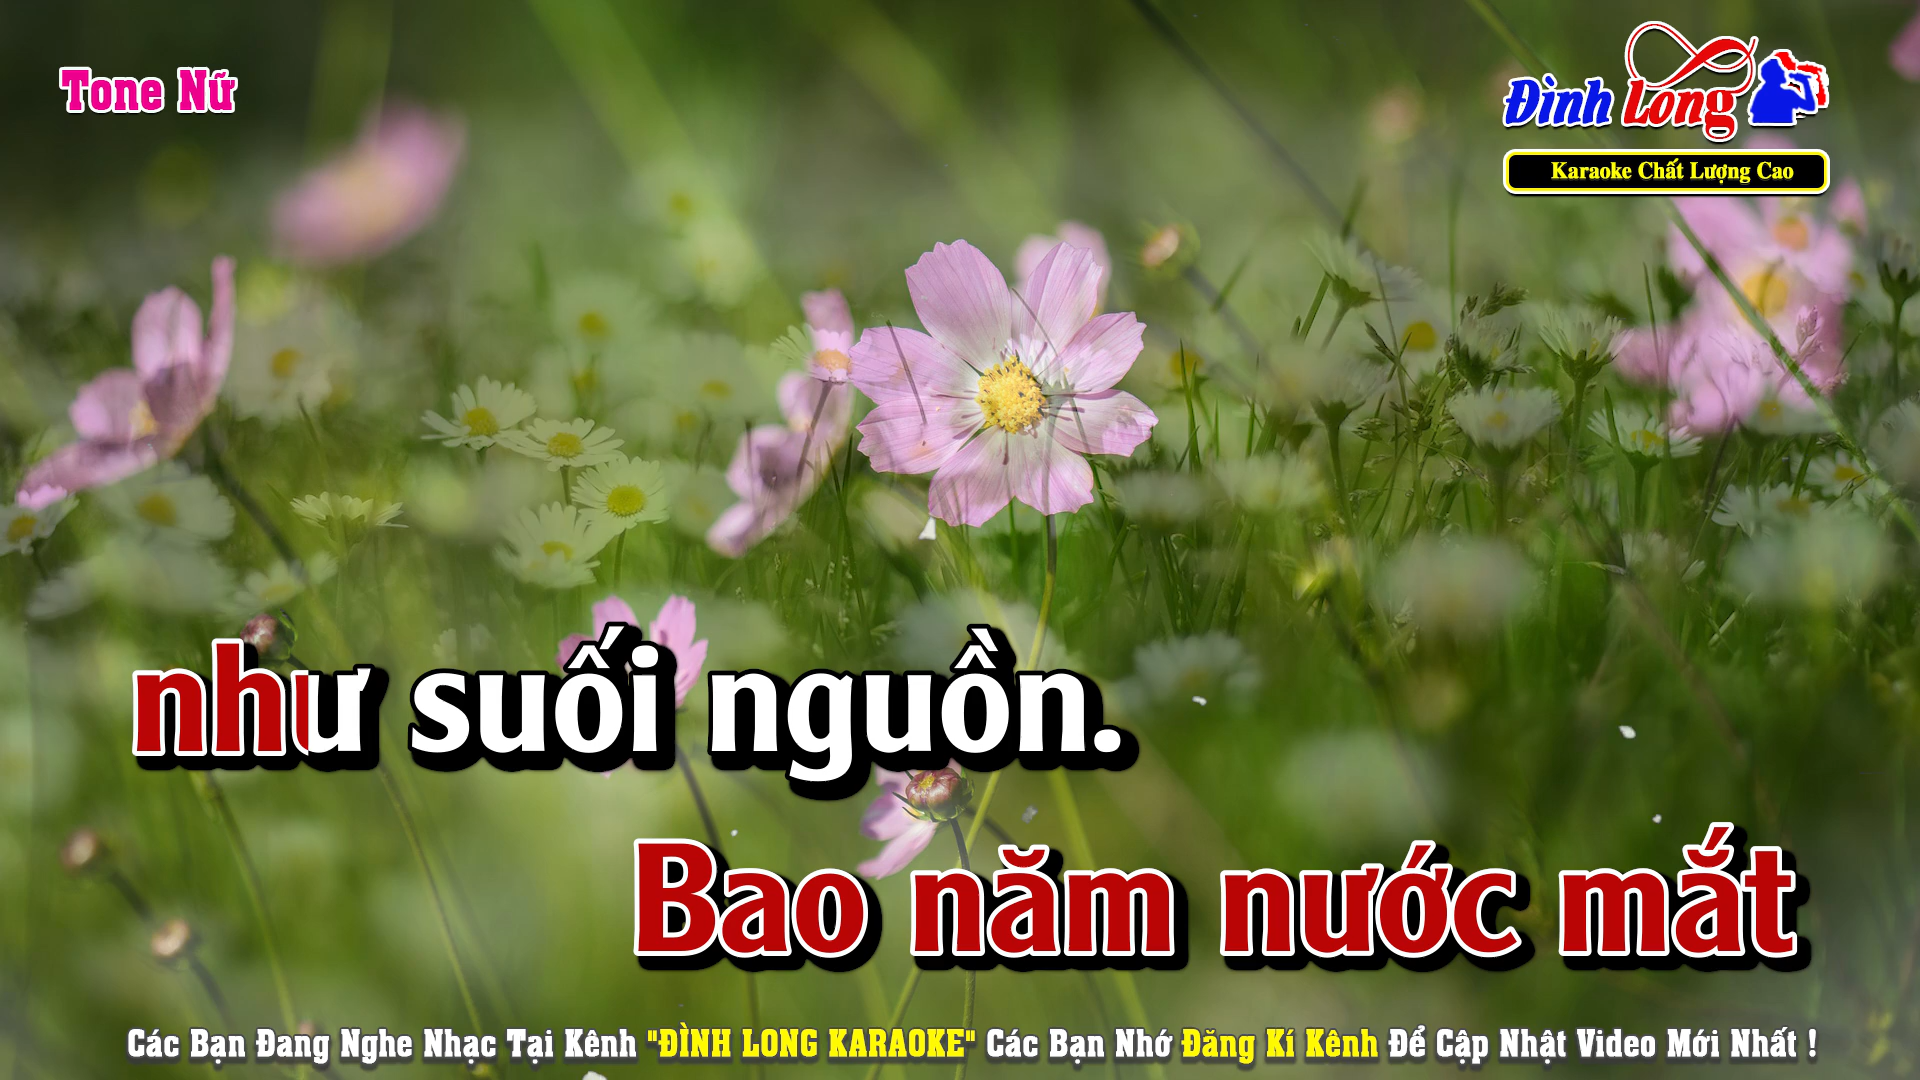 Tone Nữ
Đình Long
Karaoke Chất Lượng Cao
như suối nguồn.
Bao năm nước mắt
Các Bạn Đang Nghe Nhạc Tại Kênh "ĐÌNH LONG KARAOKE" Các Bạn Nhớ Đăng Kí Kênh Để Cập Nhật Video Mới Nhất !